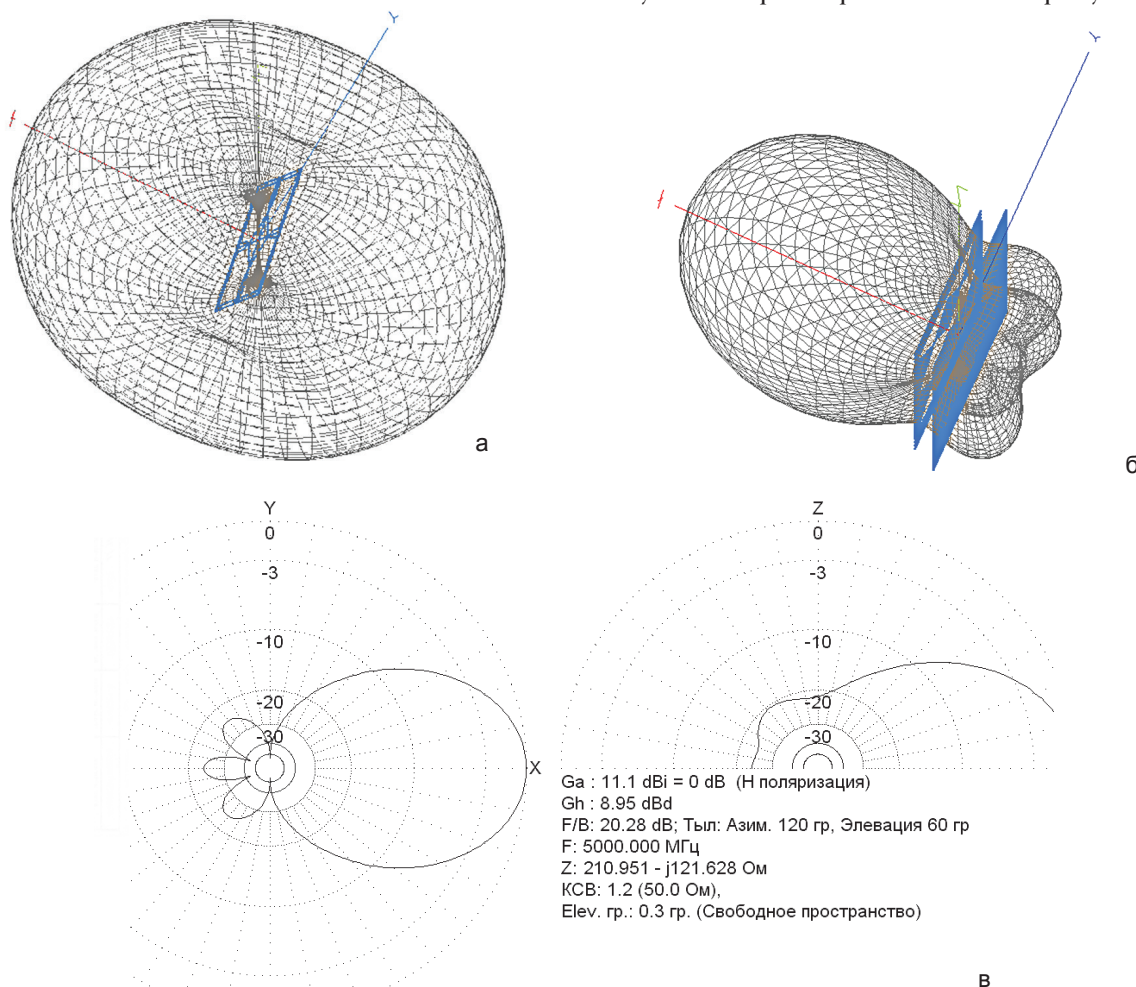 Y
а
Y
б
Y
0
-3
-10
-20
-30
X
Z
0
-3
-10
-20
-30
Ga : 11.1 dBi = 0 dB (Н поляризация)
Gh : 8.95 dBd
F/B: 20.28 dB; Тыл: Азим. 120 гр, Элевация 60 гр
F: 5000.000 МГц
Z: 210.951 - j121.628 Ом
КСВ: 1.2 (50.0 Ом),
Elev. гр.: 0.3 гр. (Свободное пространство)
в